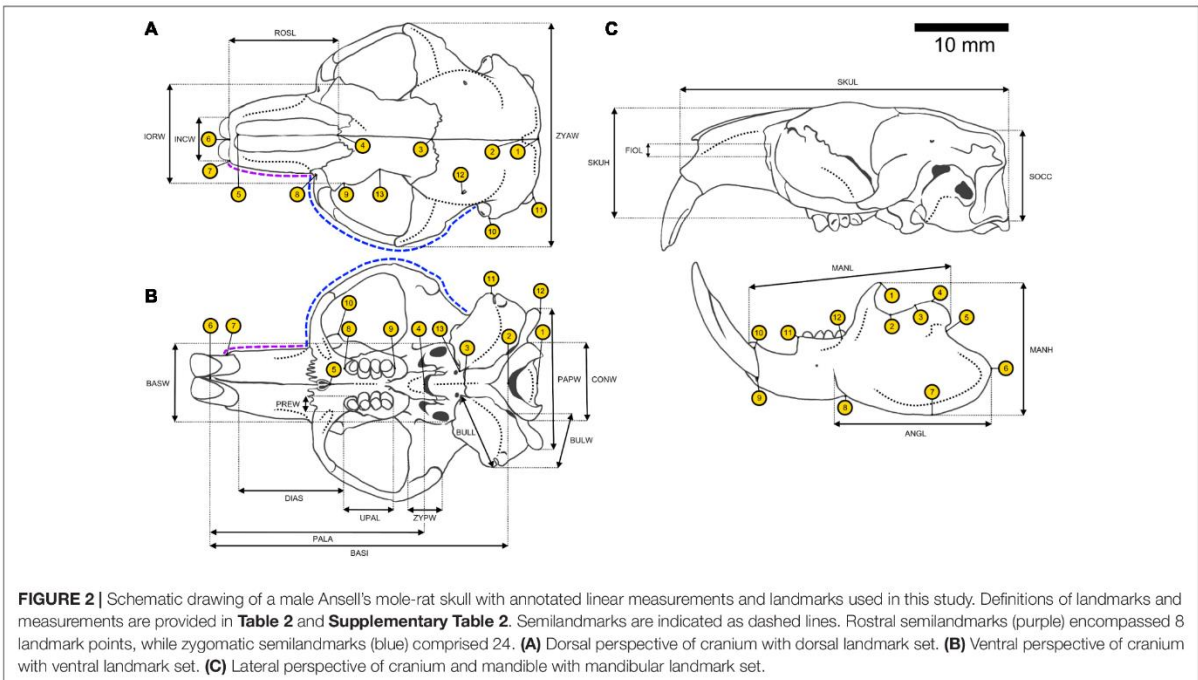 A
ROSL
IORW
INCW
ZYAW
6
7
5
8
9
13
4
3
12
2
1
10
11
C
10 mm
SKUL
SKUH
FIOL
SOCC
B
6
7
10
8
9
4
13
3
11
2
12
1
5
BASW
PREW
PAPW
CONW
BULL
BULW
DIAS
UPAL
ZYPW
PALA
BASI
MANL
1
2
3
4
5
6
7
8
9
10
11
12
MANH
ANGL
FIGURE 2 | Schematic drawing of a male Ansell's mole-rat skull with annotated linear measurements and landmarks used in this study. Definitions of landmarks and
measurements are provided in Table 2 and Supplementary Table 2. Semilandmarks are indicated as dashed lines. Rostral semilandmarks (purple) encompassed 8
landmark points, while zygomatic semilandmarks (blue) comprised 24. (A) Dorsal perspective of cranium with dorsal landmark set. (B) Ventral perspective of cranium
with ventral landmark set. (C) Lateral perspective of cranium and mandible with mandibular landmark set.